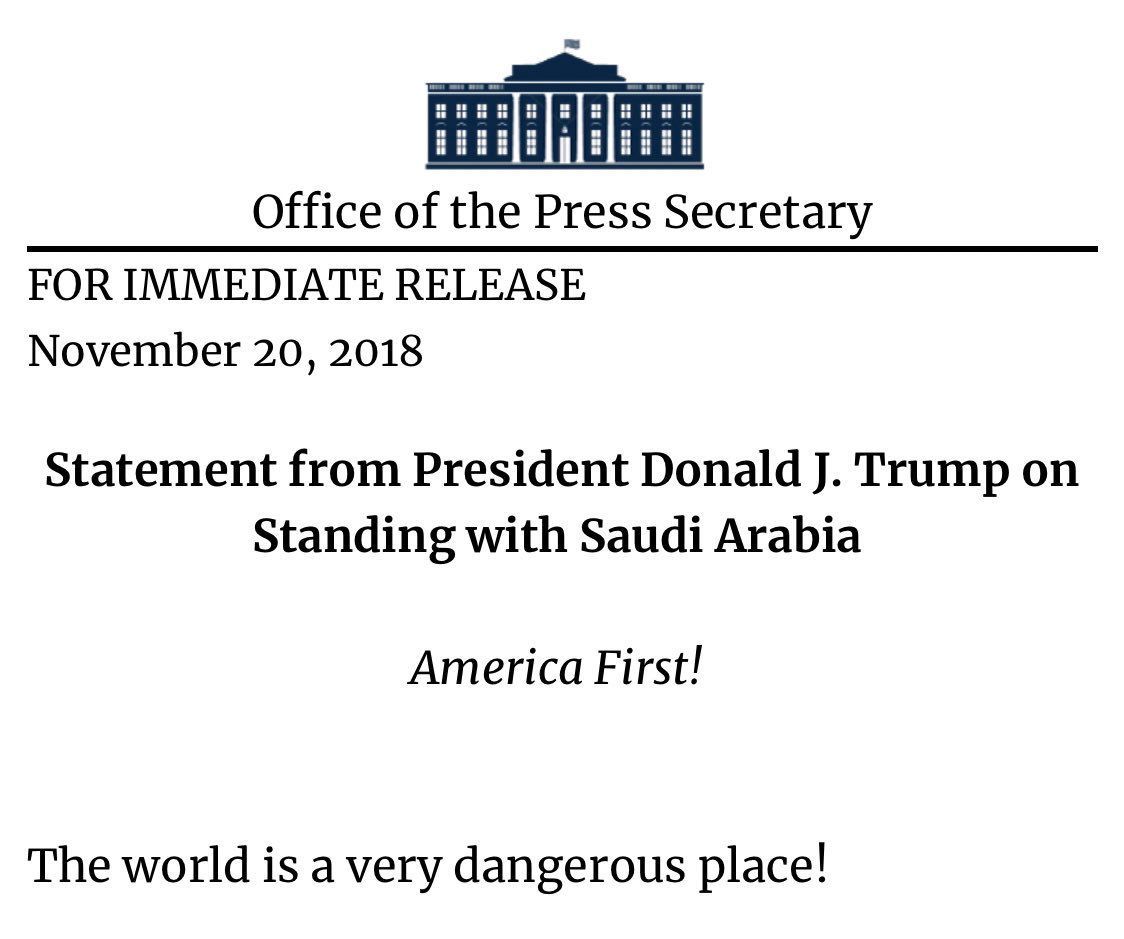 Office of the Press Secretary
FOR IMMEDIATE RELEASE
November 20, 2018
Statement from President Donald J. Trump on
Standing with Saudi Arabia
America First!
The world is a very dangerous place!